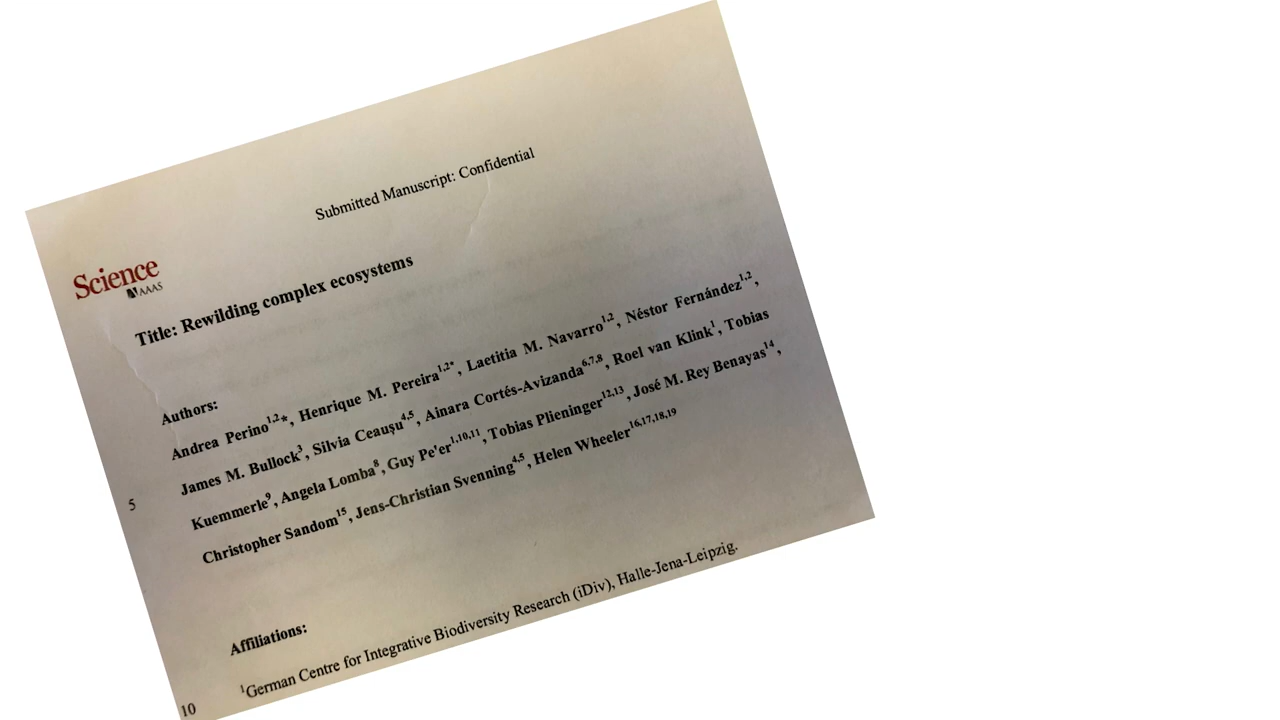 Submitted Manuscript: Confidential
Science
AAAS
Title: Rewilding complex ecosystems
Authors:
Andrea Perino1,2*, Henrique M. Pereira1,2*, Laetitia M. Navarro1,2, Néstor Fernández1,2,
James M. Bullock3, Silvia Ceaușu4,5, Ainara Cortés-Avizanda6,7,8, Roel van Klink1, Tobias
5 Kuemmerle9, Angela Lomba8, Guy Pe'er1,10,11, Tobias Plieninger12,13, José M. Rey Benayas14,
Christopher Sandom15, Jens-Christian Svenning4,5, Helen Wheeler16,17,18,19
Affiliations:
10 1German Centre for Integrative Biodiversity Research (iDiv), Halle-Jena-Leipzig.